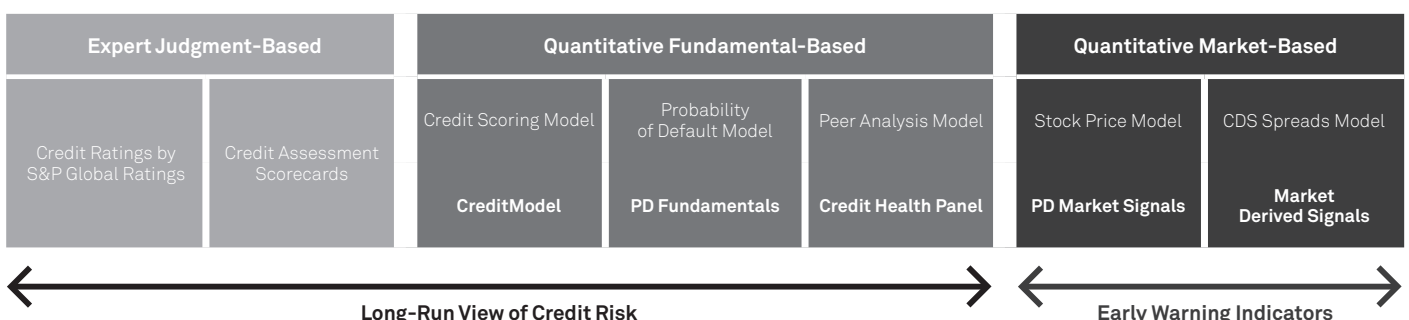 Expert Judgment-Based
Quantitative Fundamental-Based
Quantitative Market-Based
Credit Ratings by
S&P Global Ratings
Credit Assessment
Scorecards
Credit Scoring Model
CreditModel
Probability
of Default Model
PD Fundamentals
Peer Analysis Model
Credit Health Panel
Stock Price Model
PD Market Signals
CDS Spreads Model
Market
Derived Signals
Long-Run View of Credit Risk
Early Warning Indicators